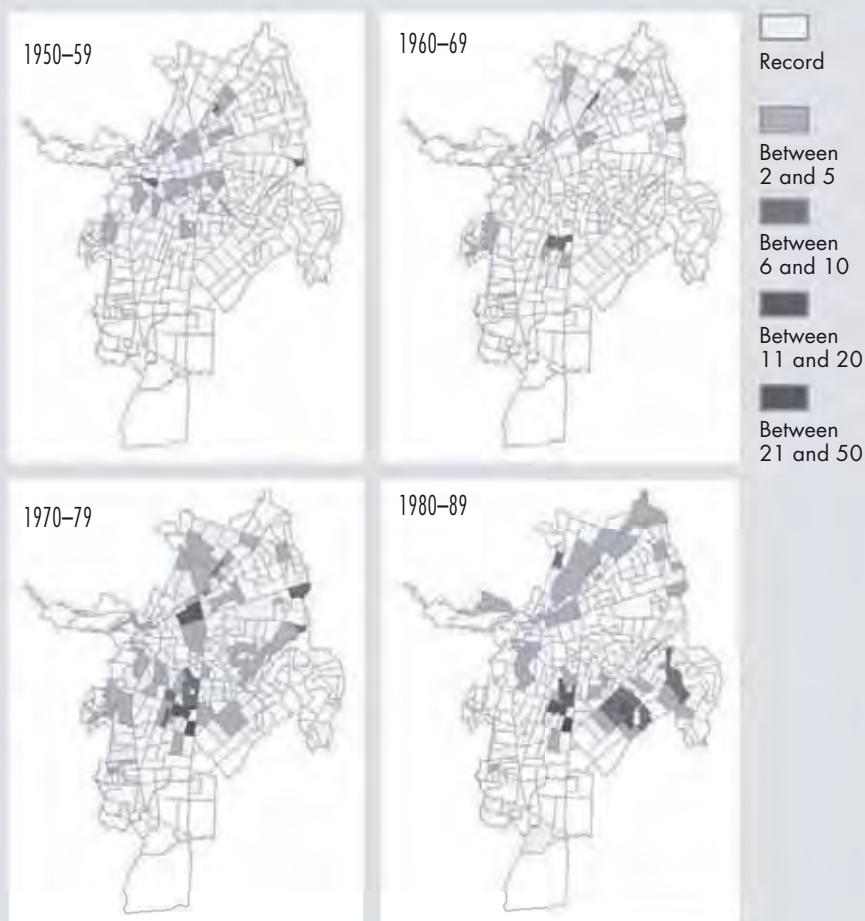 1950–59
1960–69
Record
Between
2 and 5
Between
6 and 10
Between
11 and 20
Between
21 and 50
1970–79
1980–89